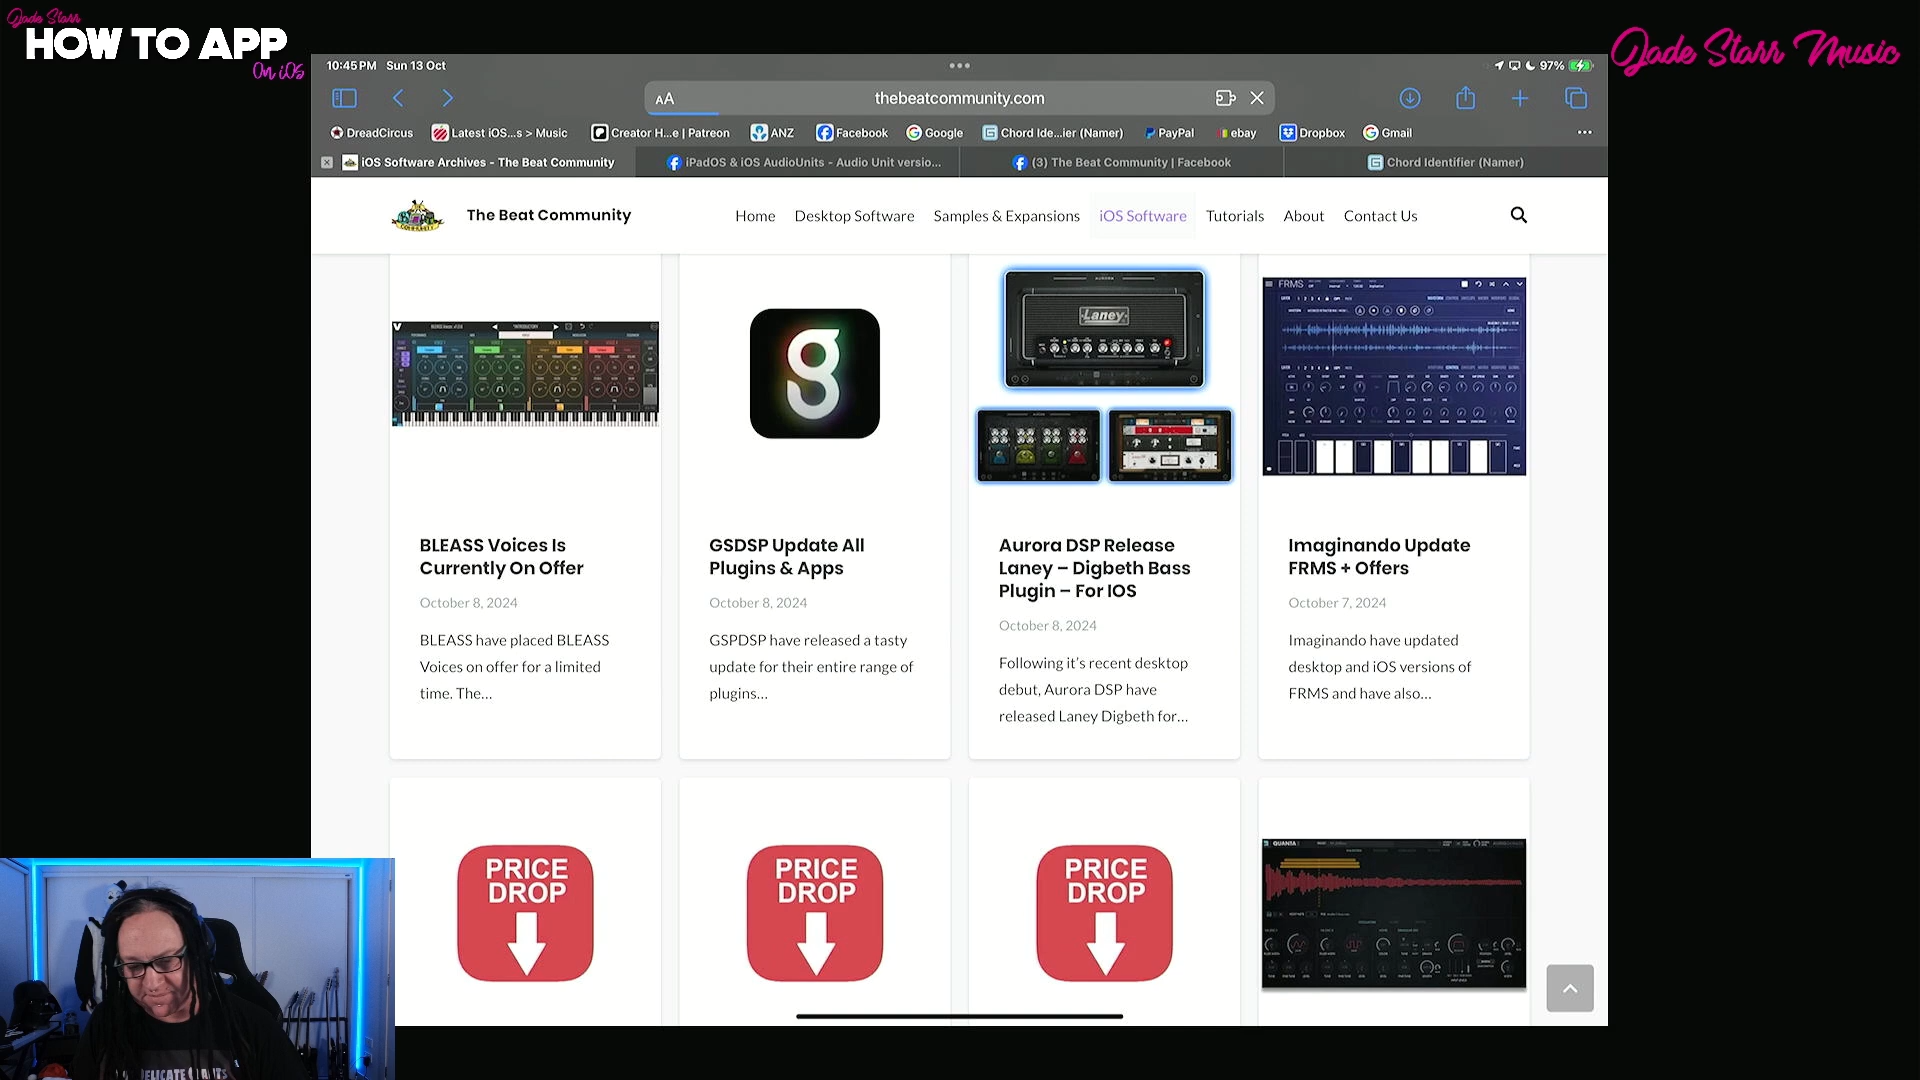 Jade Starr
HOW TO APP
On iOS
Jade Starr Music
10:45 PM Sun 13 Oct
97%
AA
thebeatcommunity.com
DreadCircus
Latest iOS...s > Music
Creator H...e | Patreon
ANZ
Facebook
Google
Chord Ide...ier (Namer)
PayPal
ebay
Dropbox
Gmail
iOS Software Archives - The Beat Community
iPadOS & iOS AudioUnits - Audio Unit versio...
(3) The Beat Community | Facebook
Chord Identifier (Namer)
The Beat Community
Home
Desktop Software
Samples & Expansions
iOS Software
Tutorials
About
Contact Us
Laney
FRMS
BLEASS Voices Is
Currently On Offer
October 8, 2024
BLEASS have placed BLEASS
Voices on offer for a limited
time. The...
GSDSP Update All
Plugins & Apps
October 8, 2024
GSPDSP have released a tasty
update for their entire range of
plugins...
Aurora DSP Release
Laney – Digbeth Bass
Plugin – For IOS
October 8, 2024
Following it's recent desktop
debut, Aurora DSP have
released Laney Digbeth for...
Imaginando Update
FRMS + Offers
October 7, 2024
Imaginando have updated
desktop and iOS versions of
FRMS and have also...
PRICE
DROP
PRICE
DROP
PRICE
DROP
QUANTA